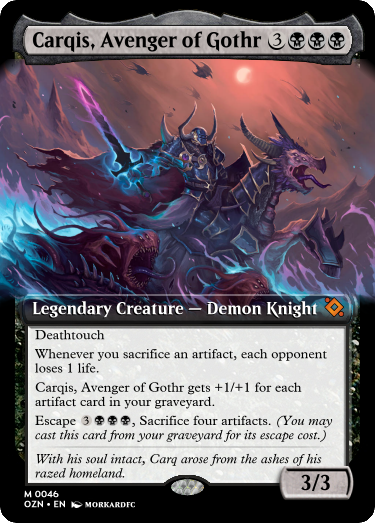 Carqis, Avenger of Gothr 3
Legendary Creature — Demon Knight
Deathtouch
Whenever you sacrifice an artifact, each opponent
loses 1 life.
Carqis, Avenger of Gothr gets +1/+1 for each
artifact card in your graveyard.
Escape 3, Sacrifice four artifacts. (You may
cast this card from your graveyard for its escape cost.)
With his soul intact, Carq arose from the ashes of his
razed homeland.
3/3
M 0046
OZN • EN MORKARDFC